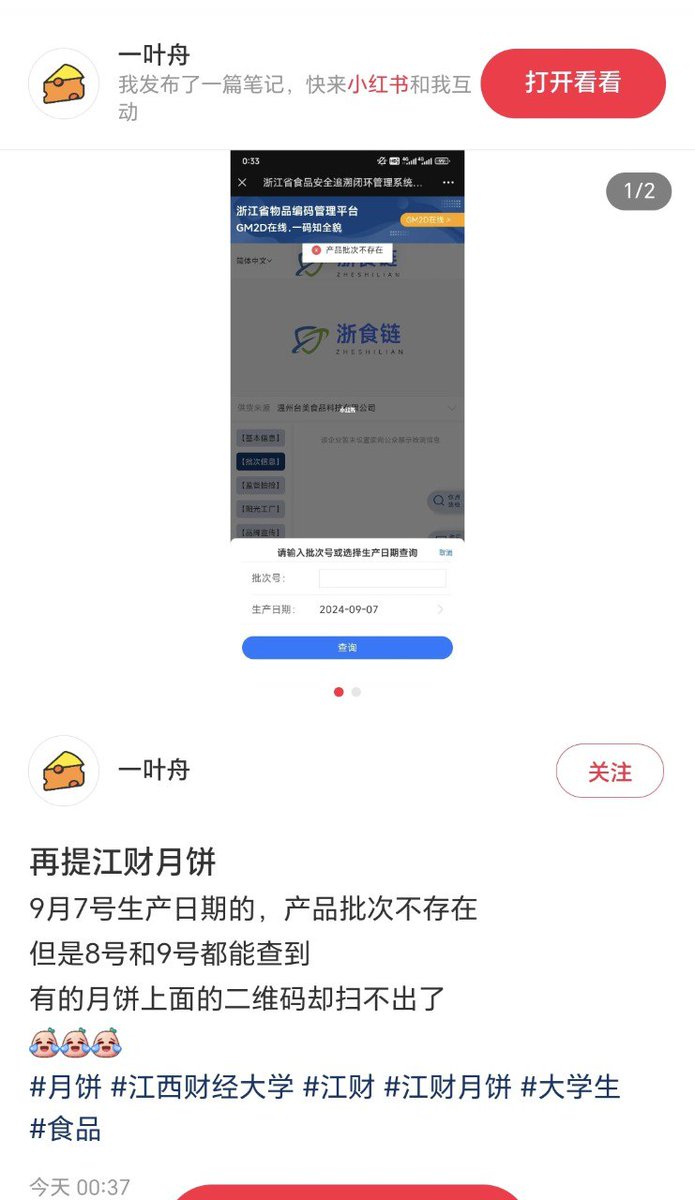 一叶舟
我发布了一篇笔记，快来小红书和我互
动
打开看看
1/2
0:33
浙江省食品安全追溯闭环管理系统...
浙江省物品编码管理平台
GM2D在线，一码知全貌
GM2D在线 >
产品批次不存在
简体中文
ZHESHILIAN
浙食链
ZHESHILIAN
供货来源 温州台美食品科技有限公司
小红书
【基本信息】
该企业暂未设置卖向公众展示检测信息
【批次信息】
【监督抽检】
【阳光工厂】
【品牌宣传】
请输入批次号或选择生产日期查询
取消
批次号：
生产日期： 2024-09-07
查询
一叶舟
关注
再提江财月饼
9月7号生产日期的，产品批次不存在
但是8号和9号都能查到
有的月饼上面的二维码却扫不出了
#月饼 #江西财经大学 #江财 #江财月饼 #大学生
#食品
今天 00:37